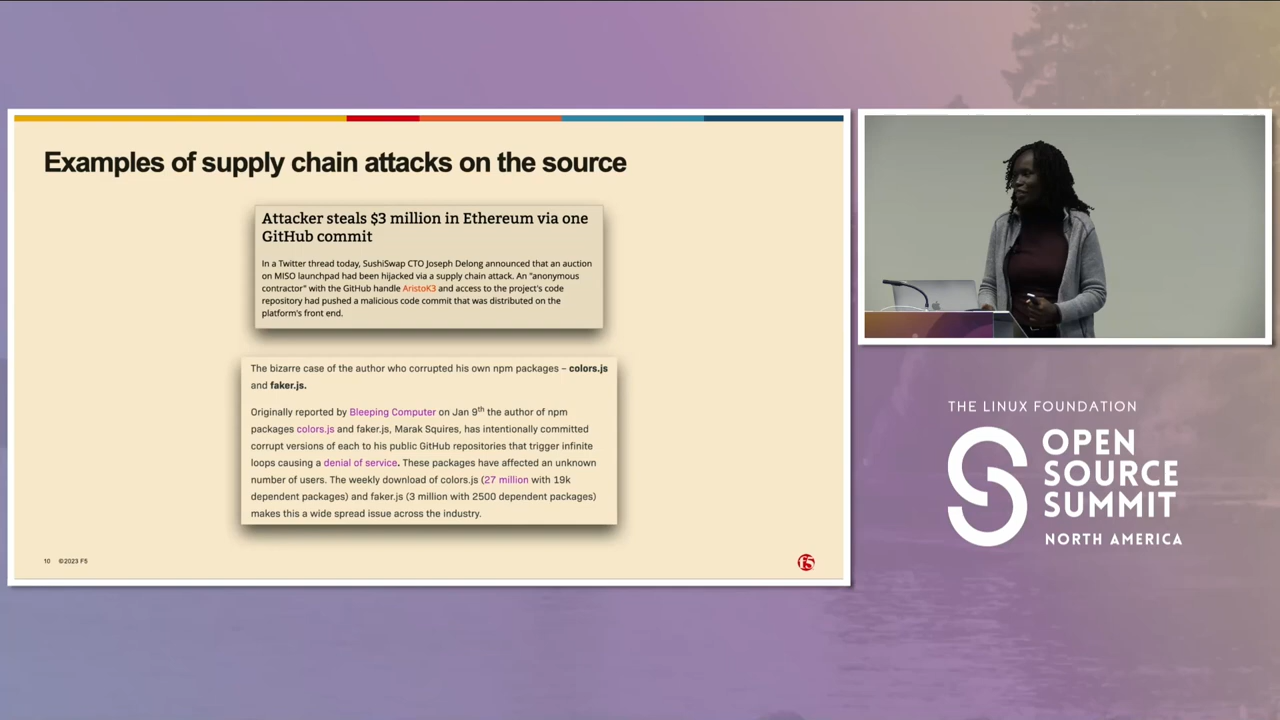 Examples of supply chain attacks on the source
Attacker steals $3 million in Ethereum via one
GitHub commit
In a Twitter thread today, SushiSwap CTO Joseph Delong announced that an auction
on MISO launchpad had been hijacked via a supply chain attack. An "anonymous
contractor" with the GitHub handle AristoK3 and access to the project's code
repository had pushed a malicious code commit that was distributed on the
platform's front end.
The bizarre case of the author who corrupted his own npm packages – colors.js
and faker.js.
Originally reported by Bleeping Computer on Jan 9th the author of npm
packages colors.js and faker.js, Marak Squires, has intentionally committed
corrupt versions of each to his public GitHub repositories that trigger infinite
loops causing a denial of service. These packages have affected an unknown
number of users. The weekly download of colors.js (27 million with 19k
dependent packages) and faker.js (3 million with 2500 dependent packages)
makes this a wide spread issue across the industry.
10 ©2023 F5
F5
THE LINUX FOUNDATION
OPEN
SOURCE
SUMMIT
NORTH AMERICA